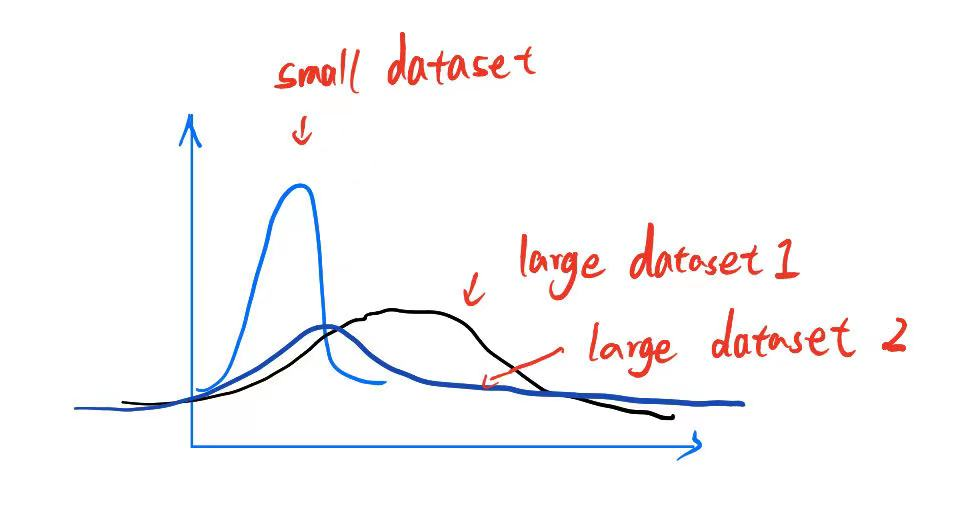 small dataset
large dataset 1
large dataset 2